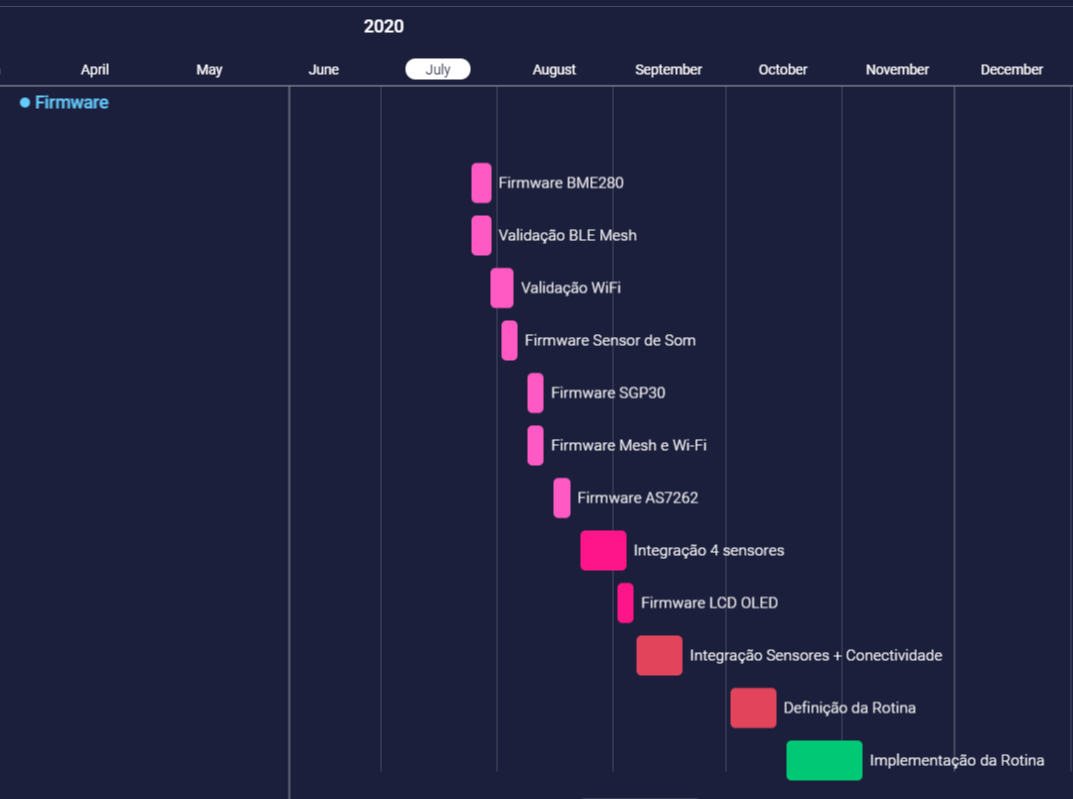 2020
April May June July August September October November December
Firmware
Firmware BME280
Validação BLE Mesh
Validação WiFi
Firmware Sensor de Som
Firmware SGP30
Firmware Mesh e Wi-Fi
Firmware AS7262
Integração 4 sensores
Firmware LCD OLED
Integração Sensores + Conectividade
Definição da Rotina
Implementação da Rotina